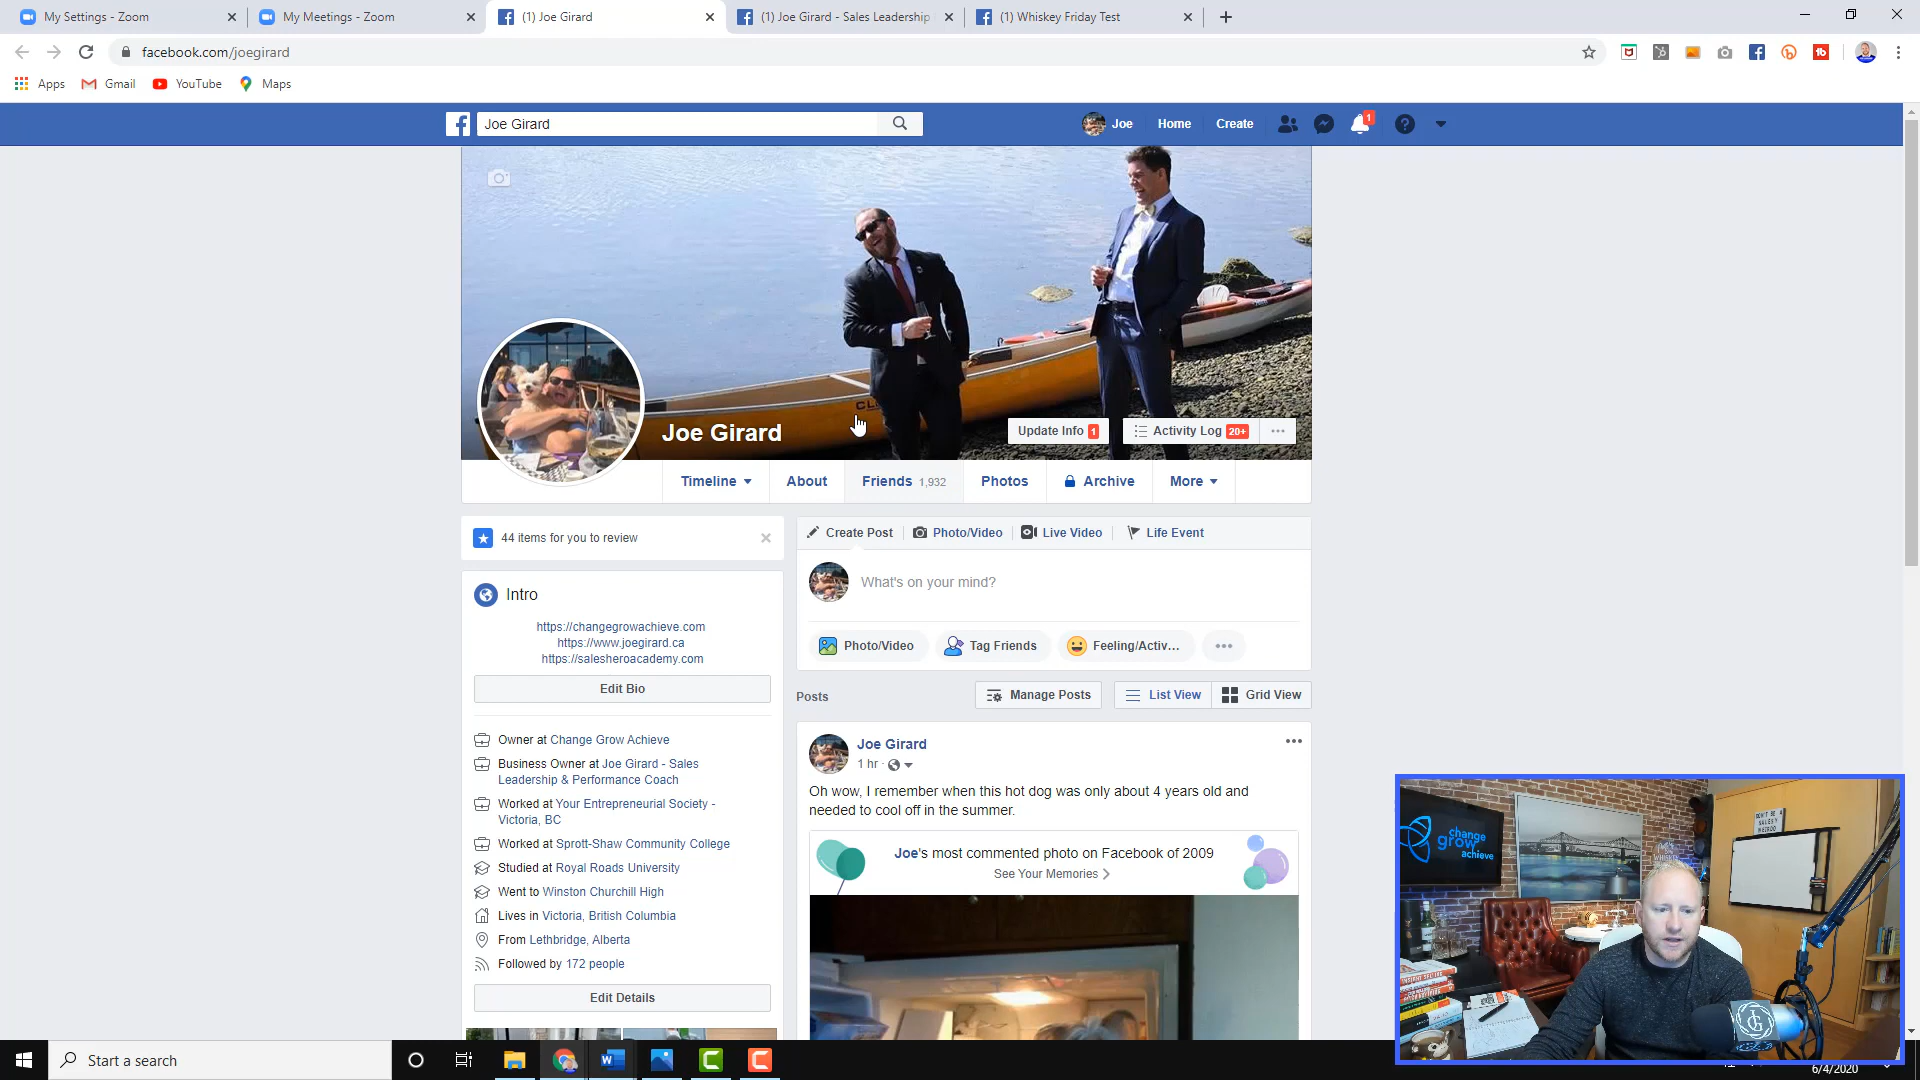 My Settings - Zoom
My Meetings - Zoom
(1) Joe Girard
(1) Joe Girard - Sales Leadership
(1) Whiskey Friday Test
facebook.com/joegirard
Apps
Gmail
YouTube
Maps
Joe Girard
Joe
Home
Create
1
Joe Girard
Update Info 1
Activity Log 20+
Timeline
About
Friends 1,932
Photos
Archive
More
44 items for you to review
Create Post
Photo/Video
Live Video
Life Event
What's on your mind?
Photo/Video
Tag Friends
Feeling/Activ...
Intro
https://changegrowachieve.com
https://www.joegirard.ca
https://salesheroacademy.com
Edit Bio
Owner at Change Grow Achieve
Business Owner at Joe Girard - Sales
Leadership & Performance Coach
Worked at Your Entrepreneurial Society -
Victoria, BC
Worked at Sprott-Shaw Community College
Studied at Royal Roads University
Went to Winston Churchill High
Lives in Victoria, British Columbia
From Lethbridge, Alberta
Followed by 172 people
Edit Details
Posts
Manage Posts
List View
Grid View
Joe Girard
1 hr
Oh wow, I remember when this hot dog was only about 4 years old and
needed to cool off in the summer.
Joe's most commented photo on Facebook of 2009
See Your Memories
change
grow
achieve
Start a search
6/4/2020